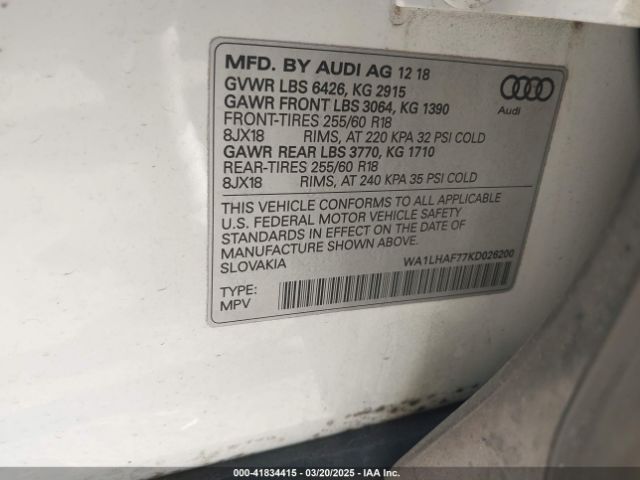 MFD. BY AUDI AG 12 18
GVWR LBS 6426, KG 2915
GAWR FRONT LBS 3064, KG 1390
FRONT-TIRES 255/60 R18
8JX18 RIMS, AT 220 KPA 32 PSI COLD
GAWR REAR LBS 3770, KG 1710
REAR-TIRES 255/60 R18
8JX18 RIMS, AT 240 KPA 35 PSI COLD
Audi
THIS VEHICLE CONFORMS TO ALL APPLICABLE
U.S. FEDERAL MOTOR VEHICLE SAFETY
STANDARDS IN EFFECT ON THE DATE OF
MANUFACTURE SHOWN ABOVE.
SLOVAKIA
WA1LHAF77KD026200
TYPE:
MPV
000-41834415 — 03/20/2025 — IAA Inc.